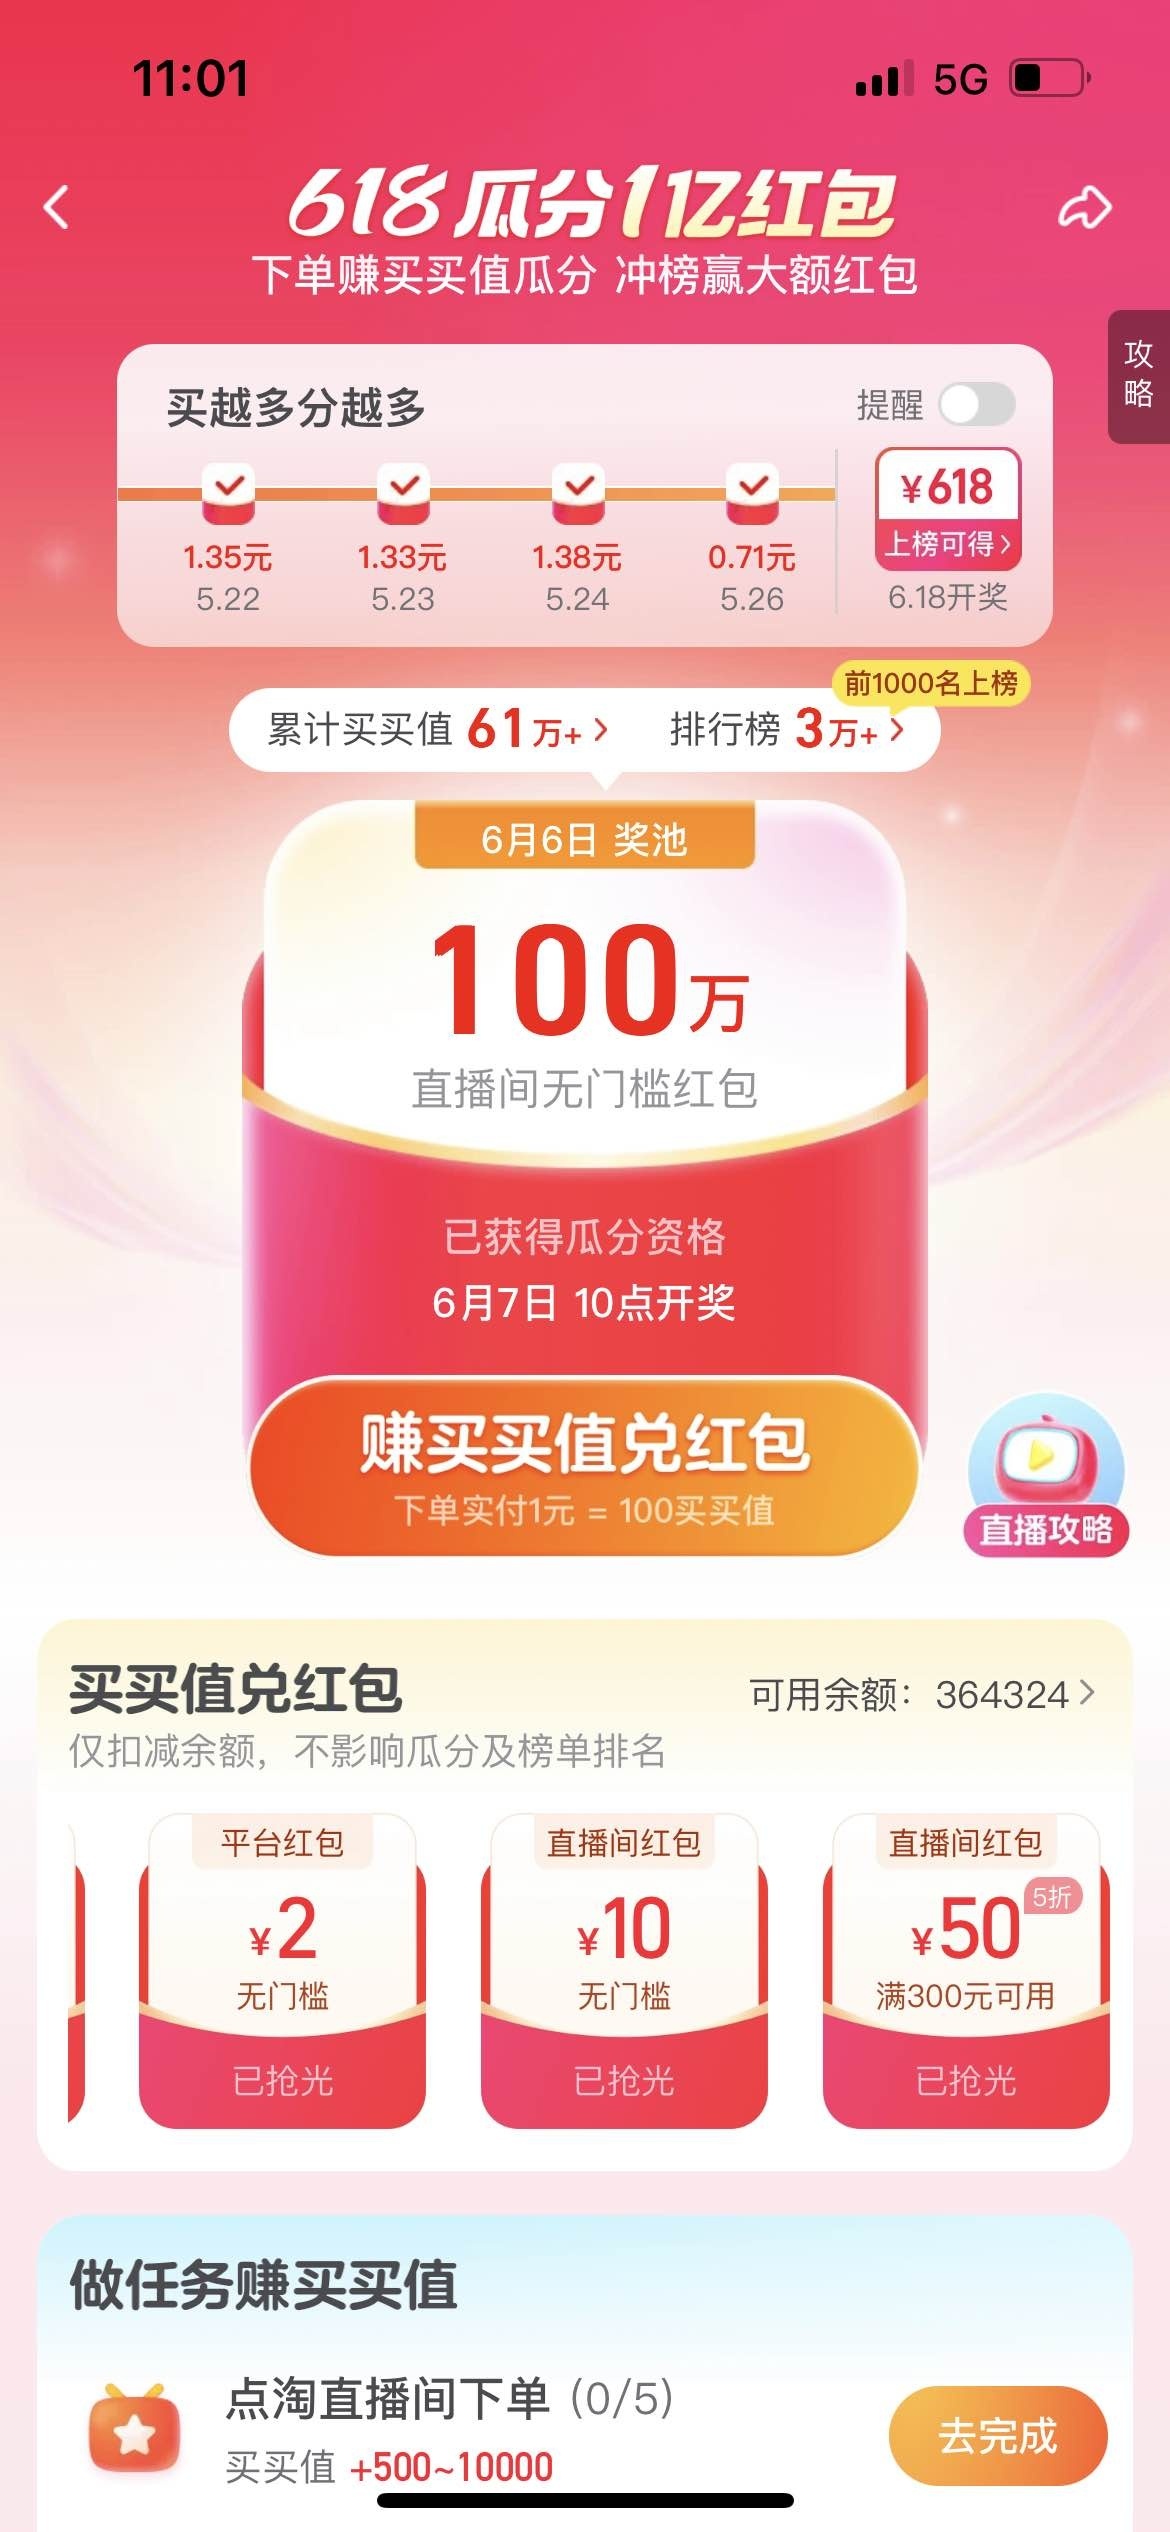 11:01
5G
618瓜分1亿红包
下单赚买买值瓜分 冲榜赢大额红包
攻略
买越多分越多
提醒
1.35元
5.22
1.33元
5.23
1.38元
5.24
0.71元
5.26
¥618
上榜可得
6.18开奖
前1000名上榜
累计买买值 61万+
排行榜 3万+
6月6日 奖池
100万
直播间无门槛红包
已获得瓜分资格
6月7日 10点开奖
赚买买值兑红包
下单实付1元 = 100买买值
直播攻略
买买值兑红包
可用余额：364324
仅扣减余额，不影响瓜分及榜单排名
平台红包
¥2
无门槛
已抢光
直播间红包
¥10
无门槛
已抢光
直播间红包
¥50
5折
满300元可用
已抢光
做任务赚买买值
点淘直播间下单 (0/5)
买买值 +500~10000
去完成